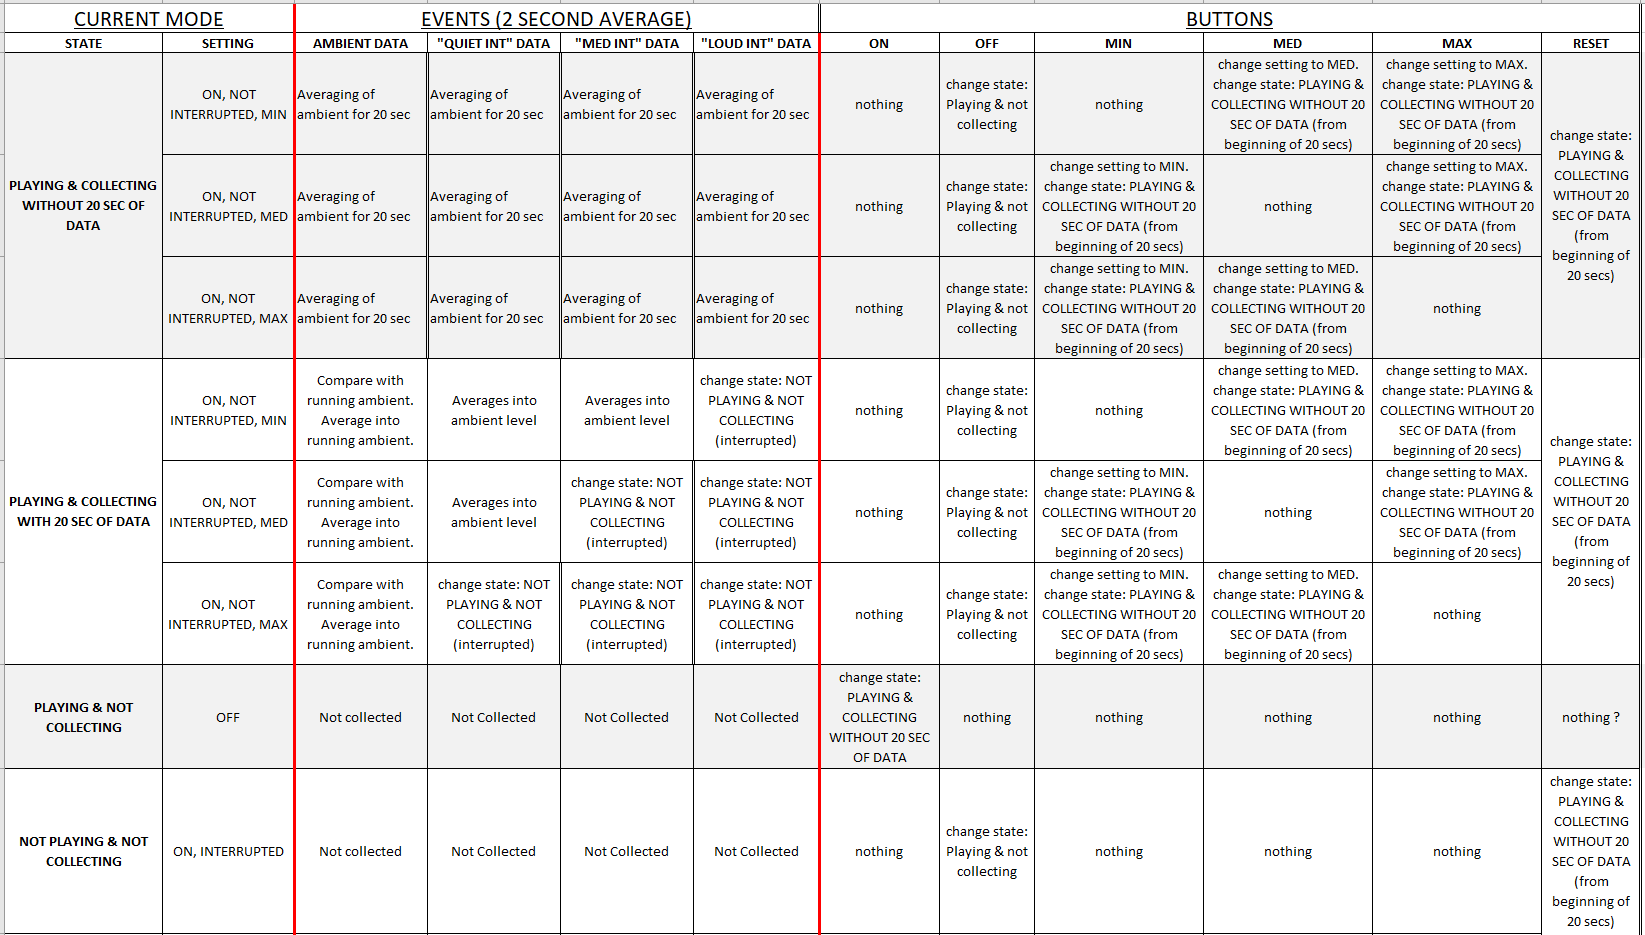 CURRENT MODE
EVENTS (2 SECOND AVERAGE)
BUTTONS
STATE
SETTING
AMBIENT DATA
"QUIET INT" DATA
"MED INT" DATA
"LOUD INT" DATA
ON
OFF
MIN
MED
MAX
RESET
PLAYING & COLLECTING
WITHOUT 20 SEC OF
DATA
ON, NOT
INTERRUPTED, MIN
Averaging of
ambient for 20 sec
Averaging of
ambient for 20 sec
Averaging of
ambient for 20 sec
Averaging of
ambient for 20 sec
nothing
change state:
Playing & not
collecting
nothing
change setting to MED.
change state: PLAYING &
COLLECTING WITHOUT 20
SEC OF DATA (from
beginning of 20 secs)
change setting to MAX.
change state: PLAYING &
COLLECTING WITHOUT 20
SEC OF DATA (from
beginning of 20 secs)
change state:
PLAYING &
COLLECTING
WITHOUT 20
SEC OF DATA
(from
beginning of
20 secs)
ON, NOT
INTERRUPTED, MED
Averaging of
ambient for 20 sec
Averaging of
ambient for 20 sec
Averaging of
ambient for 20 sec
Averaging of
ambient for 20 sec
nothing
change state:
Playing & not
collecting
change setting to MIN.
change state: PLAYING &
COLLECTING WITHOUT 20
SEC OF DATA (from
beginning of 20 secs)
nothing
change setting to MAX.
change state: PLAYING &
COLLECTING WITHOUT 20
SEC OF DATA (from
beginning of 20 secs)
ON, NOT
INTERRUPTED, MAX
Averaging of
ambient for 20 sec
Averaging of
ambient for 20 sec
Averaging of
ambient for 20 sec
Averaging of
ambient for 20 sec
nothing
change state:
Playing & not
collecting
change setting to MIN.
change state: PLAYING &
COLLECTING WITHOUT 20
SEC OF DATA (from
beginning of 20 secs)
change setting to MED.
change state: PLAYING &
COLLECTING WITHOUT 20
SEC OF DATA (from
beginning of 20 secs)
nothing
PLAYING & COLLECTING
WITH 20 SEC OF DATA
ON, NOT
INTERRUPTED, MIN
Compare with
running ambient.
Average into
running ambient.
Averages into
ambient level
Averages into
ambient level
change state: NOT
PLAYING & NOT
COLLECTING
(interrupted)
nothing
change state:
Playing & not
collecting
nothing
change setting to MED.
change state: PLAYING &
COLLECTING WITHOUT 20
SEC OF DATA (from
beginning of 20 secs)
change setting to MAX.
change state: PLAYING &
COLLECTING WITHOUT 20
SEC OF DATA (from
beginning of 20 secs)
change state:
PLAYING &
COLLECTING
WITHOUT 20
SEC OF DATA
(from
beginning of
20 secs)
ON, NOT
INTERRUPTED, MED
Compare with
running ambient.
Average into
running ambient.
Averages into
ambient level
change state: NOT
PLAYING & NOT
COLLECTING
(interrupted)
change state: NOT
PLAYING & NOT
COLLECTING
(interrupted)
nothing
change state:
Playing & not
collecting
change setting to MIN.
change state: PLAYING &
COLLECTING WITHOUT 20
SEC OF DATA (from
beginning of 20 secs)
nothing
change setting to MAX.
change state: PLAYING &
COLLECTING WITHOUT 20
SEC OF DATA (from
beginning of 20 secs)
ON, NOT
INTERRUPTED, MAX
Compare with
running ambient.
Average into
running ambient.
change state: NOT
PLAYING & NOT
COLLECTING
(interrupted)
change state: NOT
PLAYING & NOT
COLLECTING
(interrupted)
change state: NOT
PLAYING & NOT
COLLECTING
(interrupted)
nothing
change state:
Playing & not
collecting
change setting to MIN.
change state: PLAYING &
COLLECTING WITHOUT 20
SEC OF DATA (from
beginning of 20 secs)
change setting to MED.
change state: PLAYING &
COLLECTING WITHOUT 20
SEC OF DATA (from
beginning of 20 secs)
nothing
PLAYING & NOT
COLLECTING
OFF
Not collected
Not Collected
Not Collected
Not Collected
change state:
PLAYING &
COLLECTING
WITHOUT 20 SEC
OF DATA
nothing
nothing
nothing
nothing
nothing ?
NOT PLAYING & NOT
COLLECTING
ON, INTERRUPTED
Not collected
Not Collected
Not Collected
Not Collected
nothing
change state:
Playing & not
collecting
nothing
nothing
nothing
change state:
PLAYING &
COLLECTING
WITHOUT 20
SEC OF DATA
(from
beginning of
20 secs)